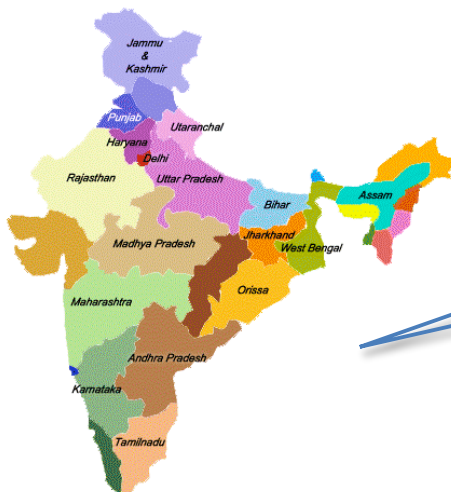 Jammu
&
Kashmir
Punjab
Utaranchal
Haryana
Delhi
Rajasthan
Uttar Pradesh
Assam
Bihar
Jharkhand
Madhya Pradesh
West Bengal
Orissa
Maharashtra
Andhra Pradesh
Karnataka
Tamilnadu